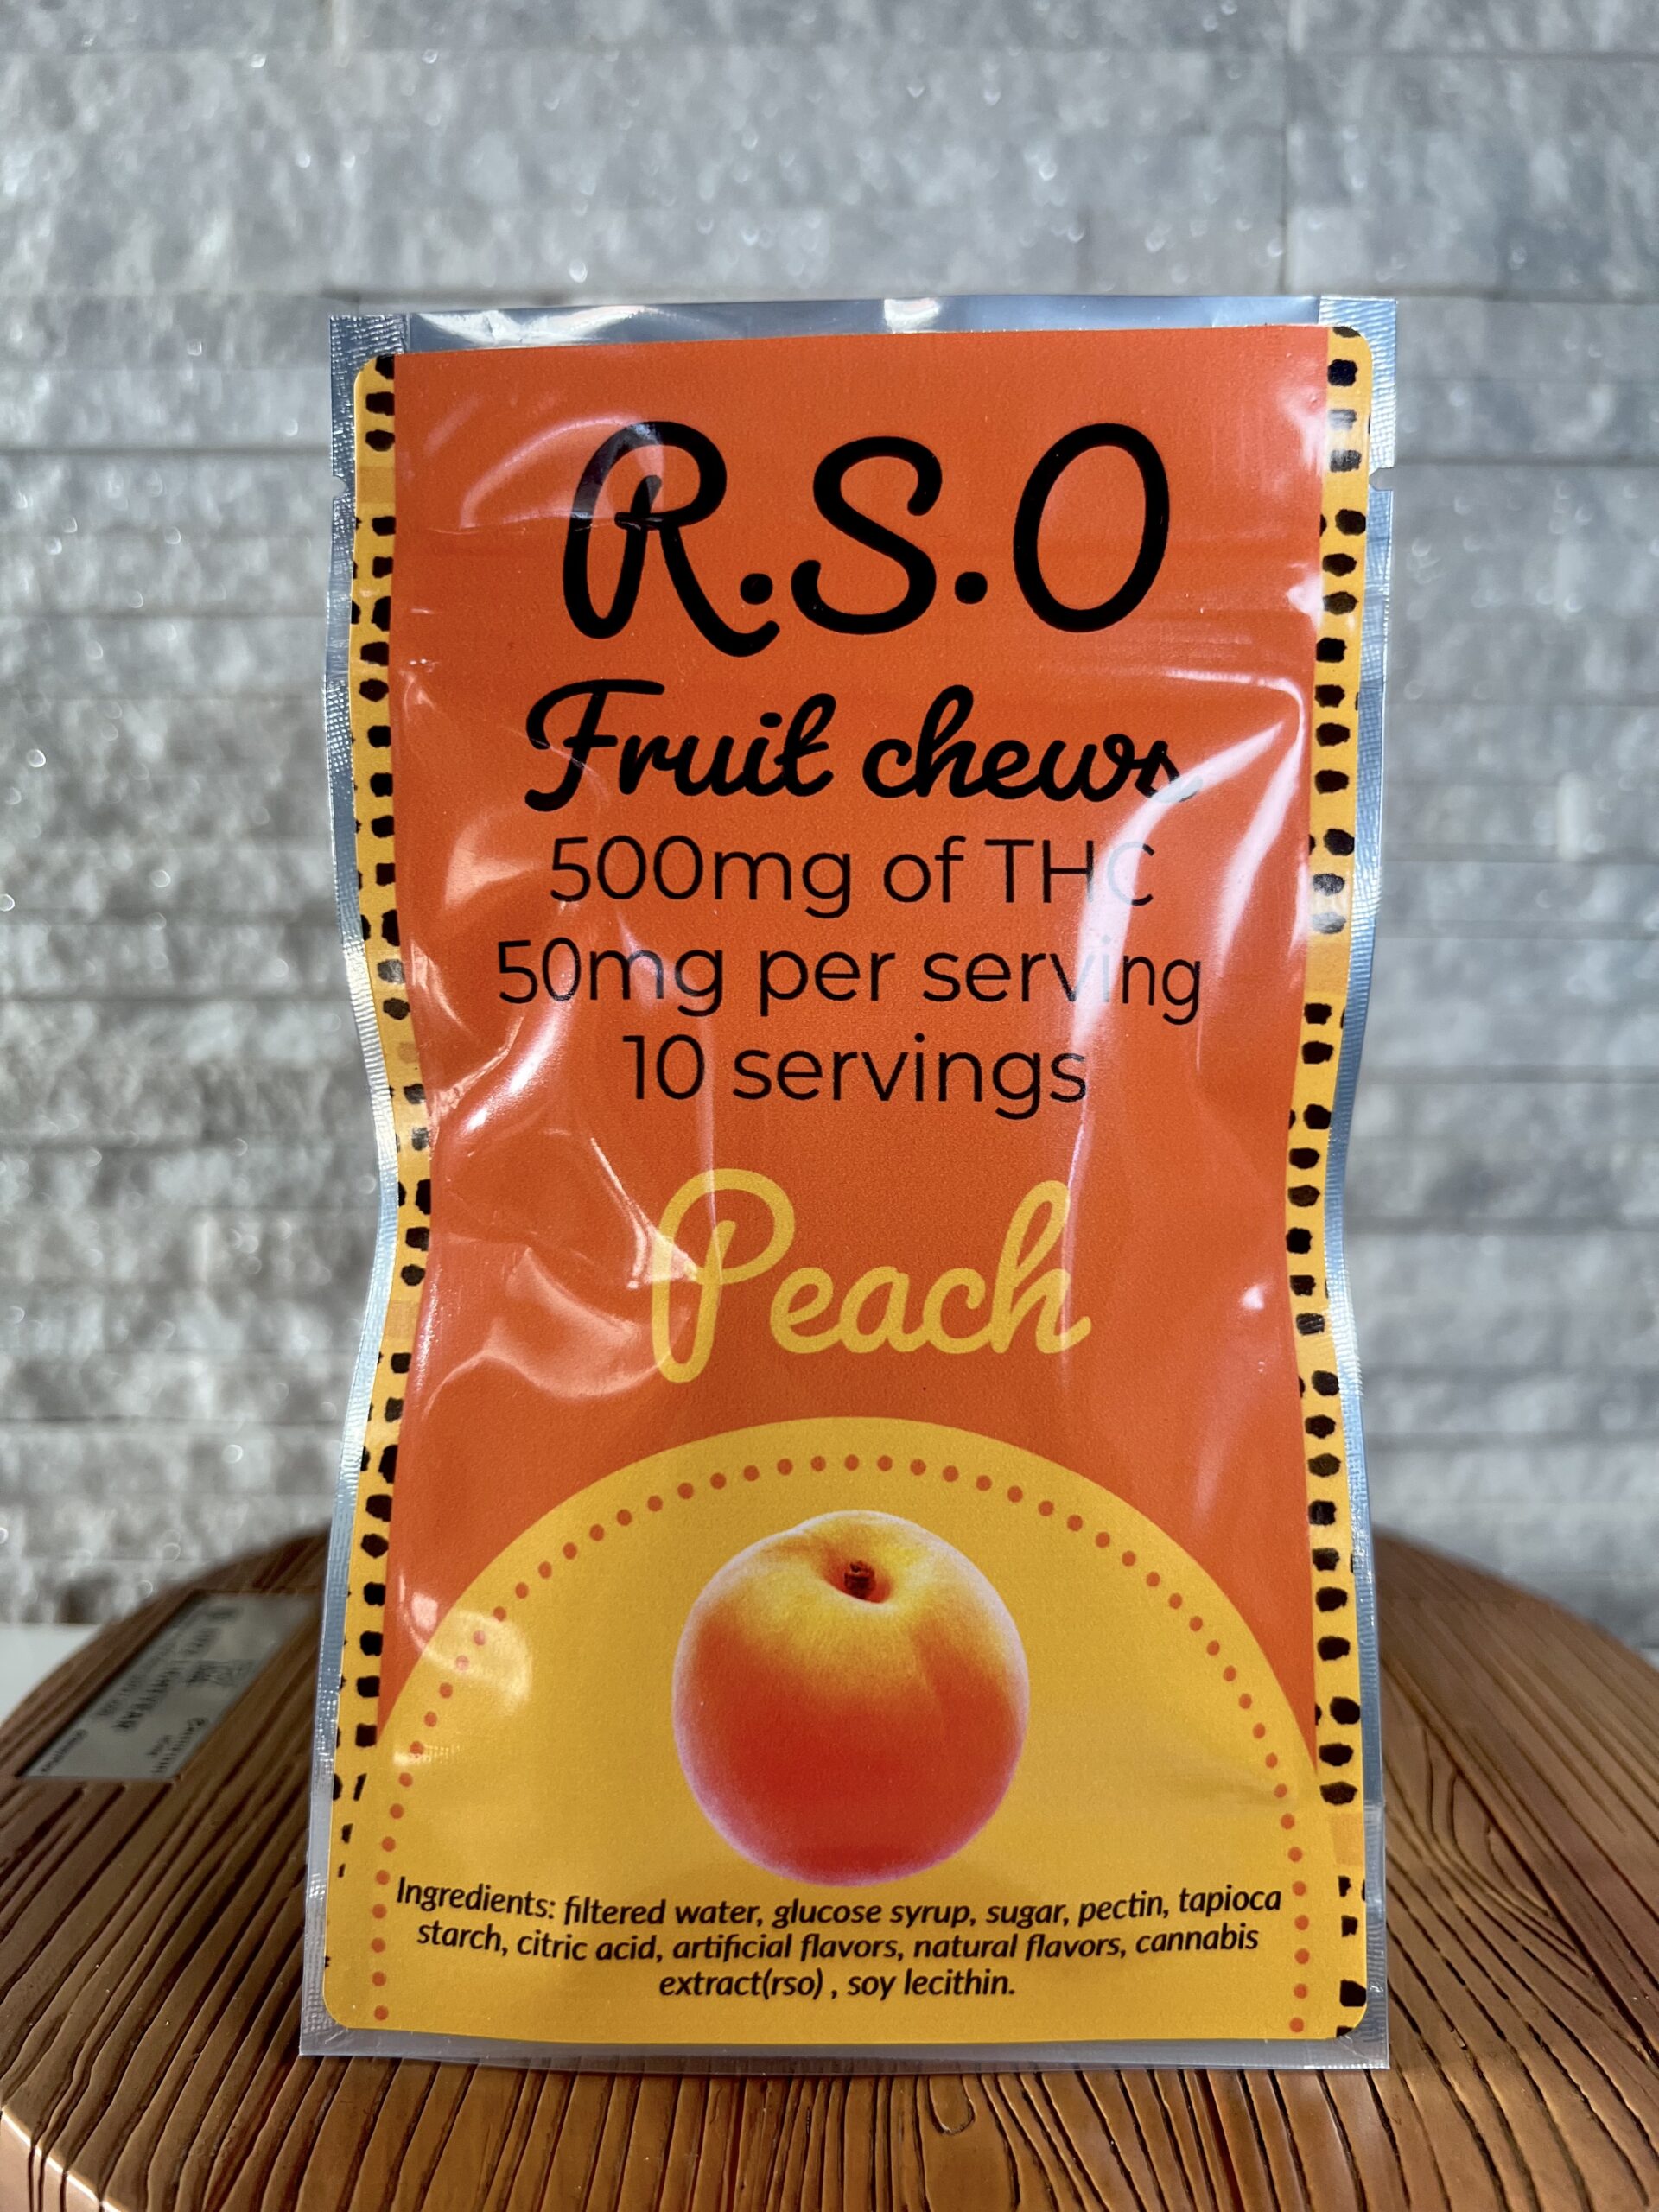 R.S.O
Fruit chews
500mg of THC
50mg per serving
10 servings
Peach
Ingredients: filtered water, glucose syrup, sugar, pectin, tapioca
starch, citric acid, artificial flavors, natural flavors, cannabis
extract(rso) , soy lecithin.